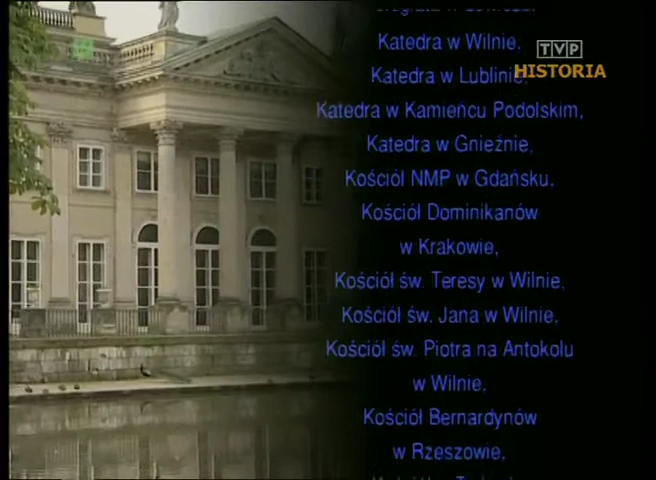 TVP
HISTORIA
Katedra w Wilnie,
Katedra w Lublinie,
Katedra w Kamieńcu Podolskim,
Katedra w Gnieźnie,
Kościół NMP w Gdańsku,
Kościół Dominikanów
w Krakowie,
Kościół św. Teresy w Wilnie,
Kościół św. Jana w Wilnie,
Kościół św. Piotra na Antokolu
w Wilnie,
Kościół Bernardynów
w Rzeszowie,